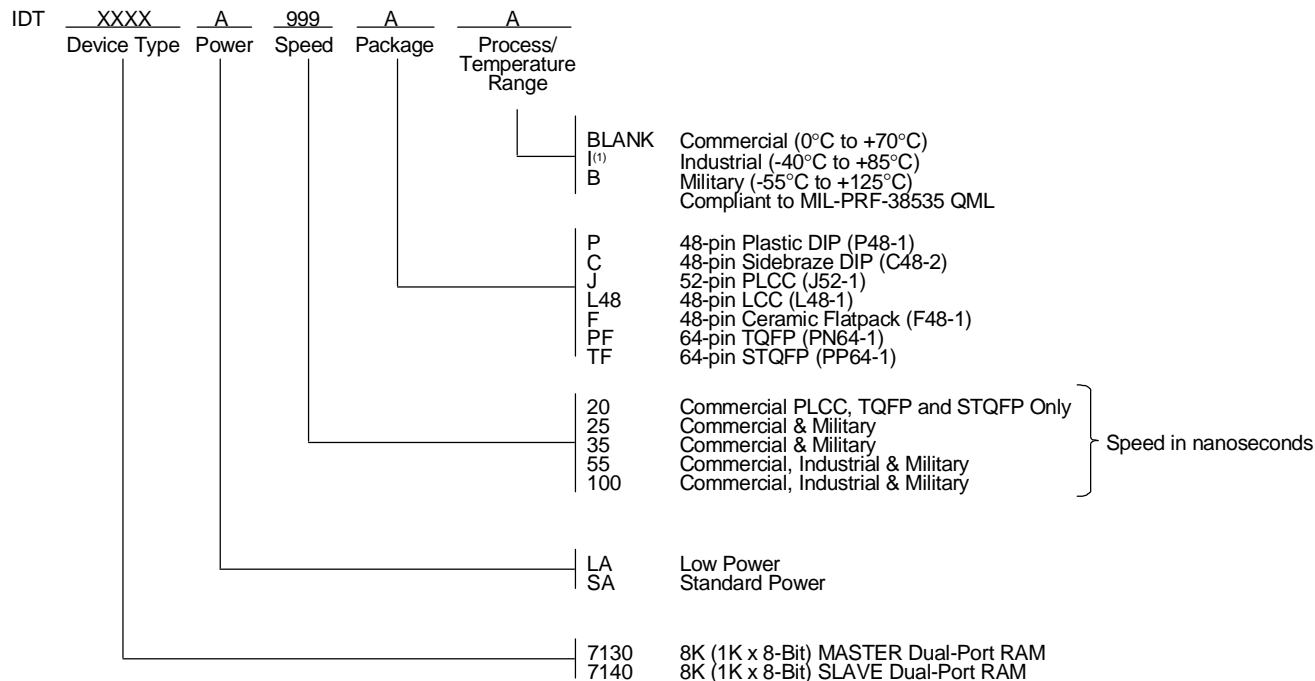 IDT XXXX A 999 A A
Device Type Power Speed Package Process/
Temperature
Range
BLANK Commercial (0°C to +70°C)
I(1) Industrial (-40°C to +85°C)
B Military (-55°C to +125°C)
Compliant to MIL-PRF-38535 QML
P 48-pin Plastic DIP (P48-1)
C 48-pin Sidebraze DIP (C48-2)
J 52-pin PLCC (J52-1)
L48 48-pin LCC (L48-1)
F 48-pin Ceramic Flatpack (F48-1)
PF 64-pin TQFP (PN64-1)
TF 64-pin STQFP (PP64-1)
20 Commercial PLCC, TQFP and STQFP Only
25 Commercial & Military
35 Commercial & Military
55 Commercial, Industrial & Military
100 Commercial, Industrial & Military
Speed in nanoseconds
LA Low Power
SA Standard Power
7130 8K (1K x 8-Bit) MASTER Dual-Port RAM
7140 8K (1K x 8-Bit) SLAVE Dual-Port RAM